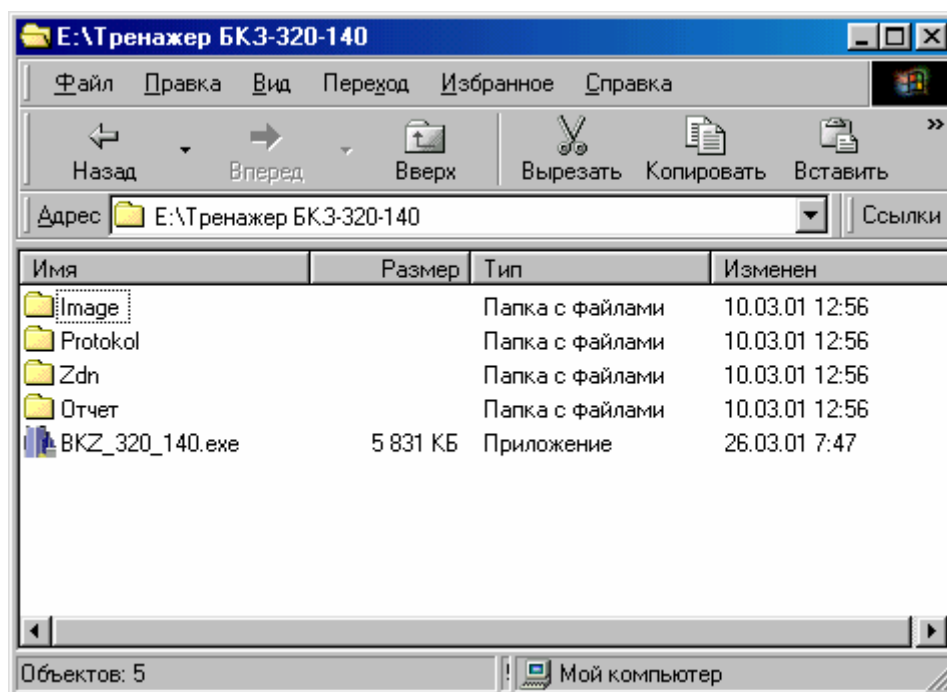 E:\Тренажер БКЗ-320-140
Файл Правка Вид Переход Избранное Справка
Назад Вперед Вверх Вырезать Копировать Вставить »
Адрес E:\Тренажер БКЗ-320-140 Ссылки
Имя Размер Тип Изменен
Image Папка с файлами 10.03.01 12:56
Protokol Папка с файлами 10.03.01 12:56
Zdn Папка с файлами 10.03.01 12:56
Отчет Папка с файлами 10.03.01 12:56
BKZ_320_140.exe 5 831 КБ Приложение 26.03.01 7:47
Объектов: 5 ! Мой компьютер